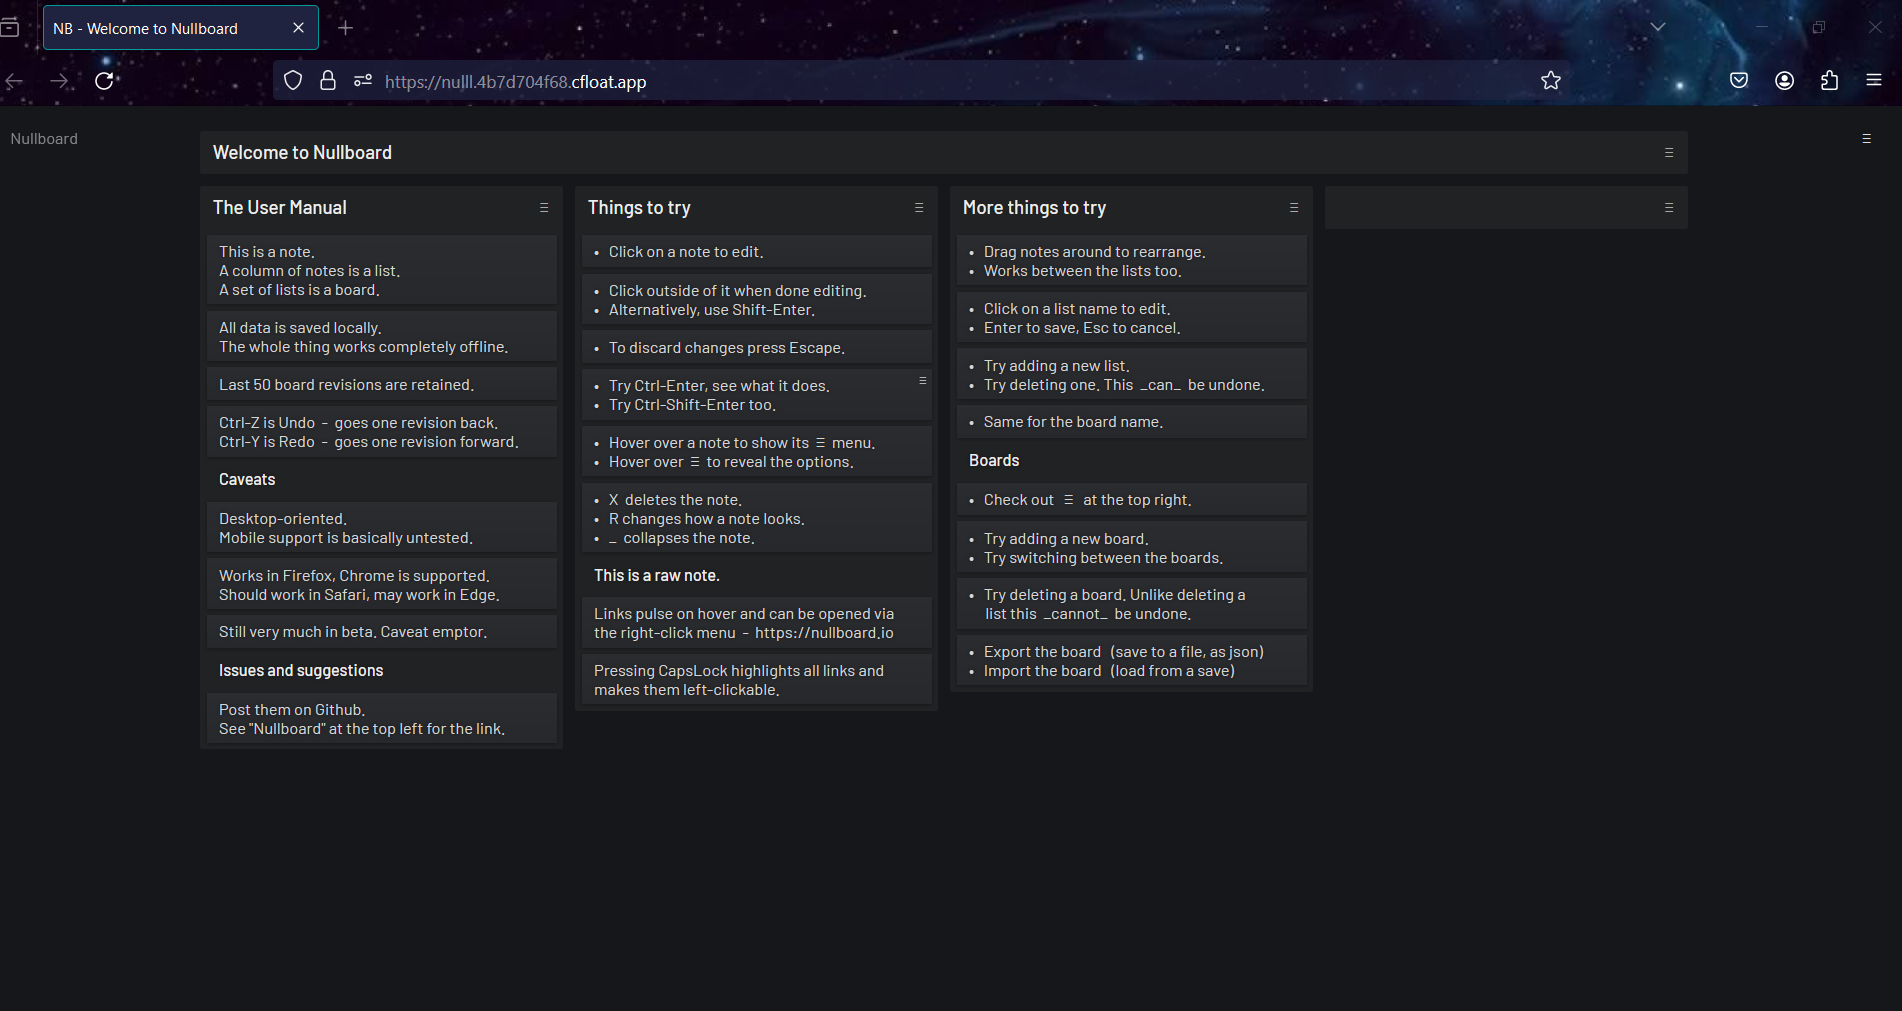 NB - Welcome to Nullboard
https://nulll.4b7d704f68.cfloat.app
Nullboard
Welcome to Nullboard
The User Manual
This is a note.
A column of notes is a list.
A set of lists is a board.
All data is saved locally.
The whole thing works completely offline.
Last 50 board revisions are retained.
Ctrl-Z is Undo - goes one revision back.
Ctrl-Y is Redo - goes one revision forward.
Caveats
Desktop-oriented.
Mobile support is basically untested.
Works in Firefox, Chrome is supported.
Should work in Safari, may work in Edge.
Still very much in beta. Caveat emptor.
Issues and suggestions
Post them on Github.
See "Nullboard" at the top left for the link.
Things to try
• Click on a note to edit.
• Click outside of it when done editing.
• Alternatively, use Shift-Enter.
• To discard changes press Escape.
• Try Ctrl-Enter, see what it does.
• Try Ctrl-Shift-Enter too.
• Hover over a note to show its ☰ menu.
• Hover over ☰ to reveal the options.
• X deletes the note.
• R changes how a note looks.
• _ collapses the note.
This is a raw note.
Links pulse on hover and can be opened via
the right-click menu - https://nullboard.io
Pressing CapsLock highlights all links and
makes them left-clickable.
More things to try
• Drag notes around to rearrange.
• Works between the lists too.
• Click on a list name to edit.
• Enter to save, Esc to cancel.
• Try adding a new list.
• Try deleting one. This _can_ be undone.
• Same for the board name.
Boards
• Check out ☰ at the top right.
• Try adding a new board.
• Try switching between the boards.
• Try deleting a board. Unlike deleting a
list this _cannot_ be undone.
• Export the board (save to a file, as json)
• Import the board (load from a save)